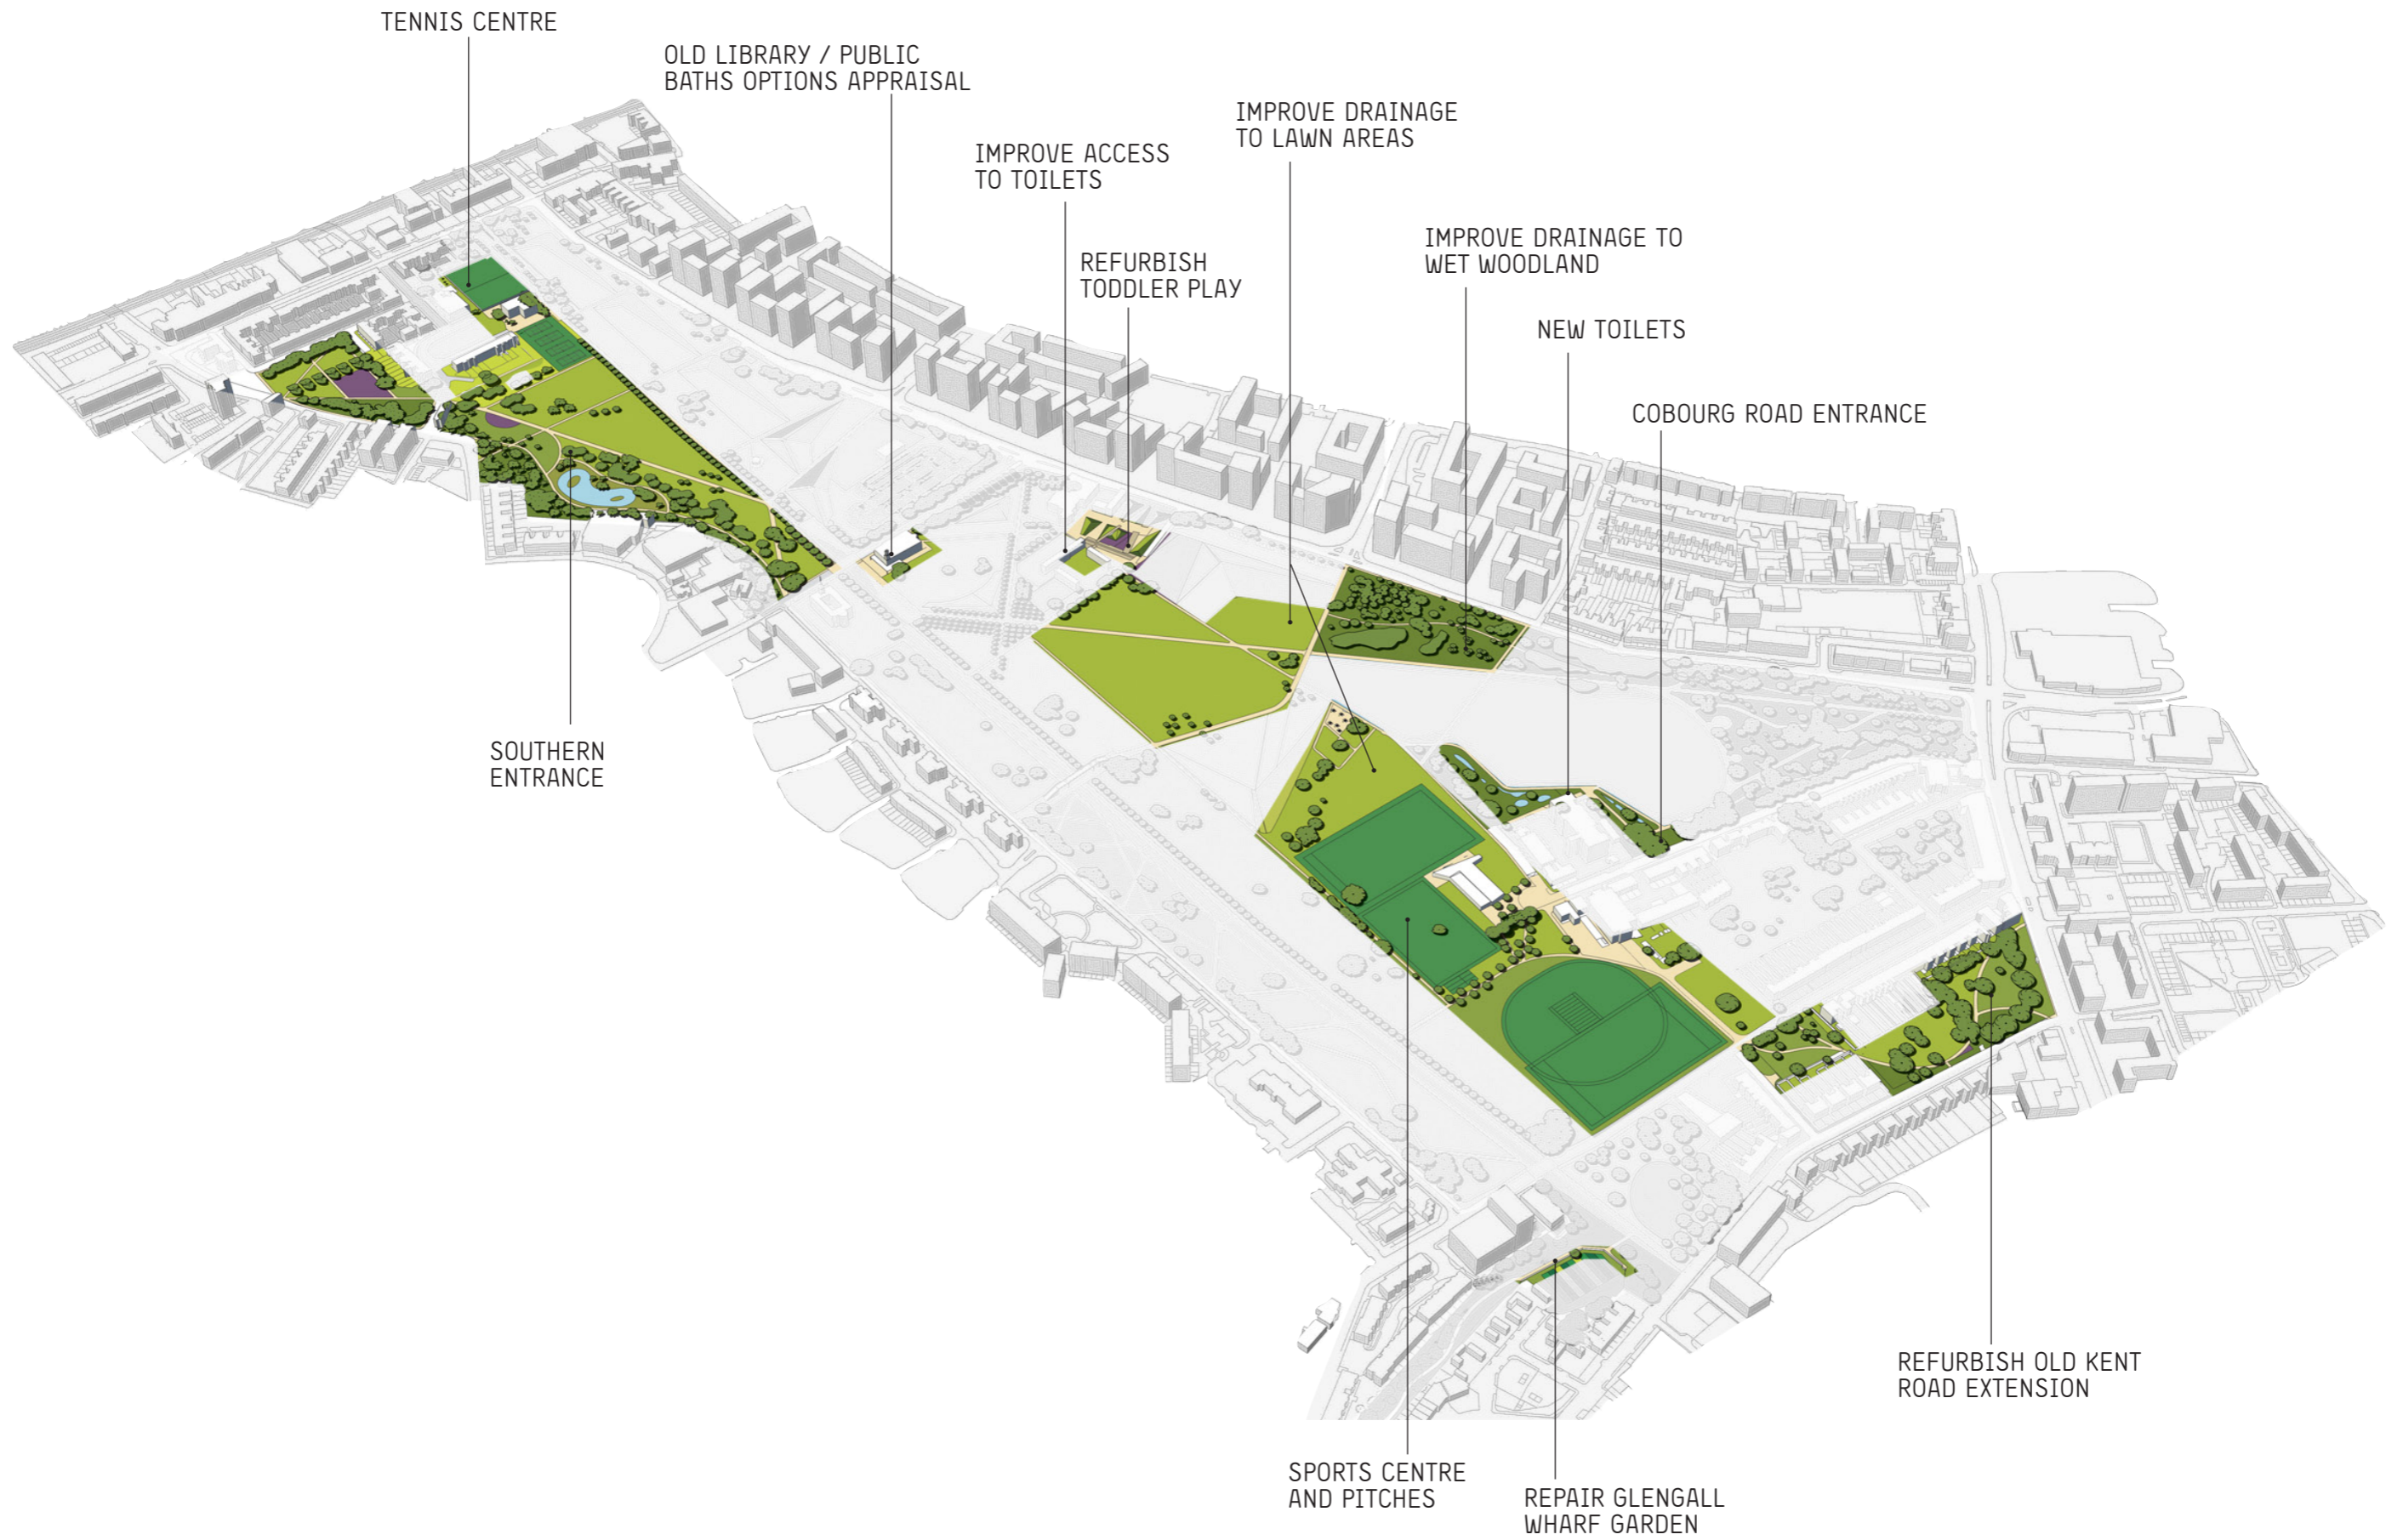 TENNIS CENTRE
OLD LIBRARY / PUBLIC
BATHS OPTIONS APPRAISAL
IMPROVE ACCESS
TO TOILETS
IMPROVE DRAINAGE
TO LAWN AREAS
REFURBISH
TODDLER PLAY
IMPROVE DRAINAGE TO
WET WOODLAND
NEW TOILETS
COBOURG ROAD ENTRANCE
SOUTHERN
ENTRANCE
REFURBISH OLD KENT
ROAD EXTENSION
SPORTS CENTRE
AND PITCHES
REPAIR GLENGALL
WHARF GARDEN